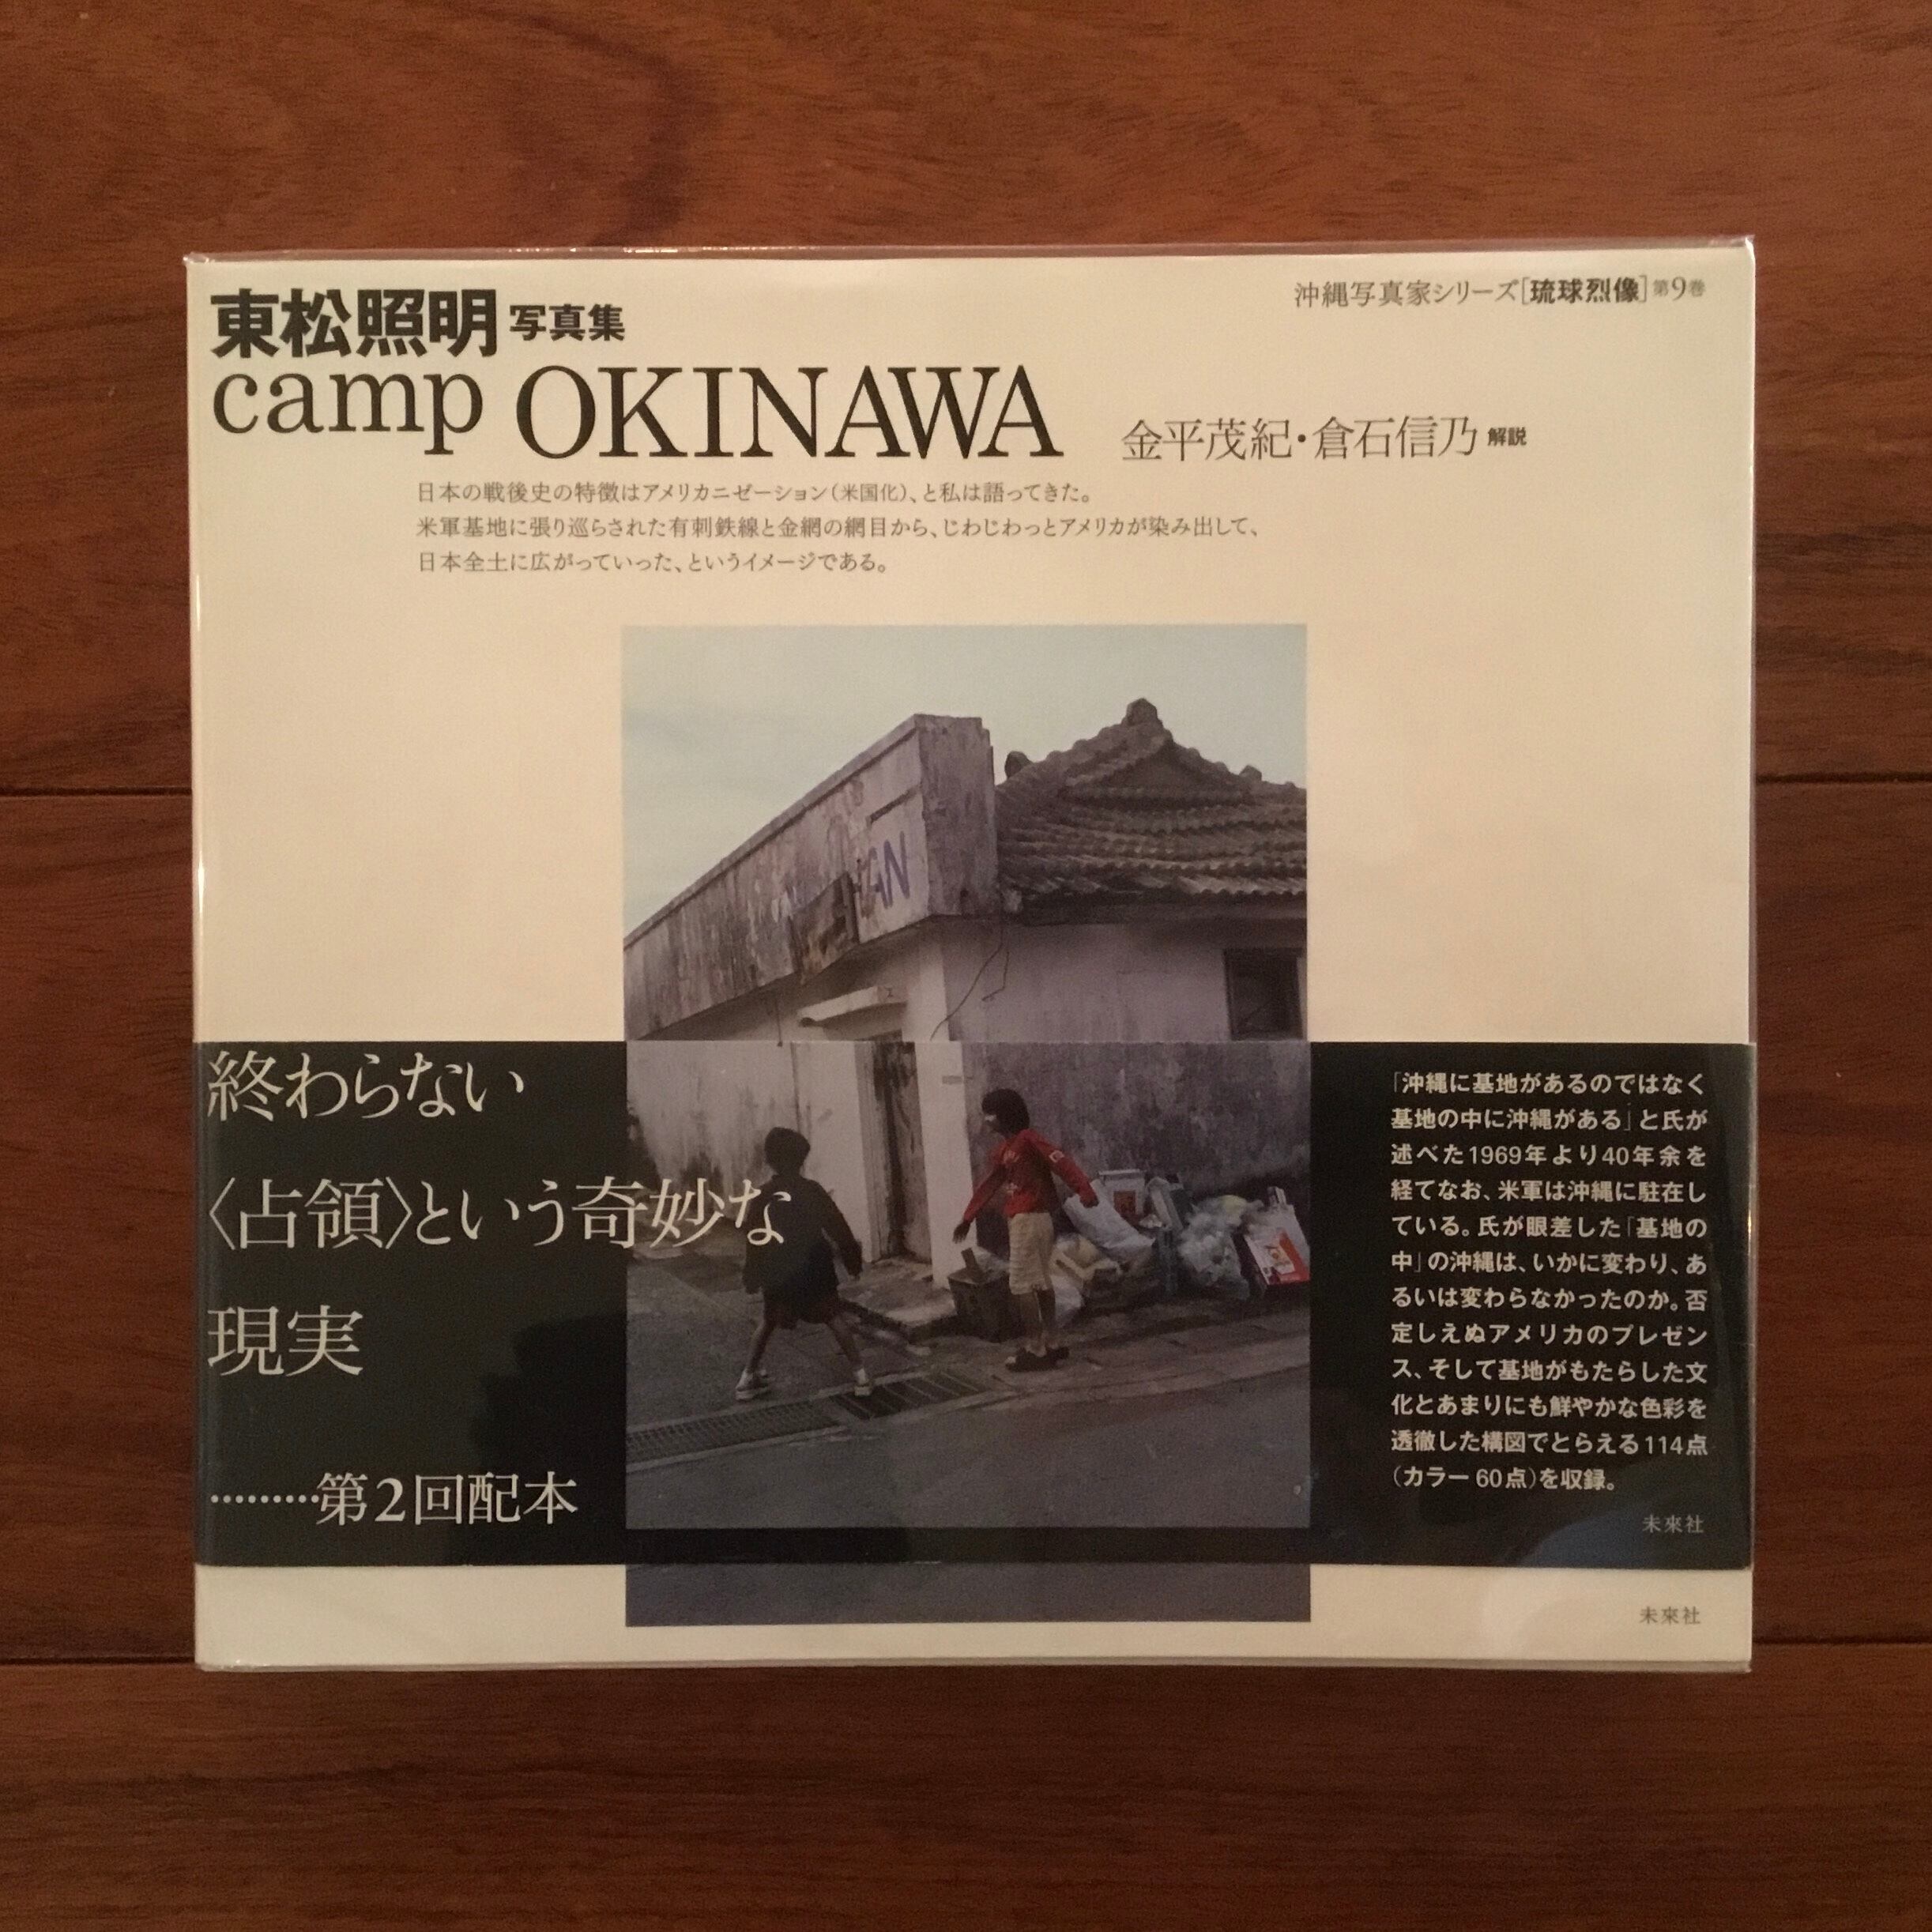 東松照明 写真集
沖縄写真家シリーズ[琉球烈像]第9巻
camp OKINAWA
金平茂紀・倉石信乃 解説
日本の戦後史の特徴はアメリカニゼーション(米国化)、と私は語ってきた。
米軍基地に張り巡らされた有刺鉄線と金網の網目から、じわじわっとアメリカが染み出して、
日本全土に広がっていった、というイメージである。
AN
終わらない
〈占領〉という奇妙な
現実
………第2回配本
「沖縄に基地があるのではなく
基地の中に沖縄がある」と氏が
述べた1969年より40年余を
経てなお、米軍は沖縄に駐在し
ている。氏が眼差した「基地の
中」の沖縄は、いかに変わり、あ
るいは変わらなかったのか。否
定しえぬアメリカのプレゼン
ス、そして基地がもたらした文
化とあまりにも鮮やかな色彩を
透徹した構図でとらえる114点
(カラー60点)を収録。
未來社
未來社